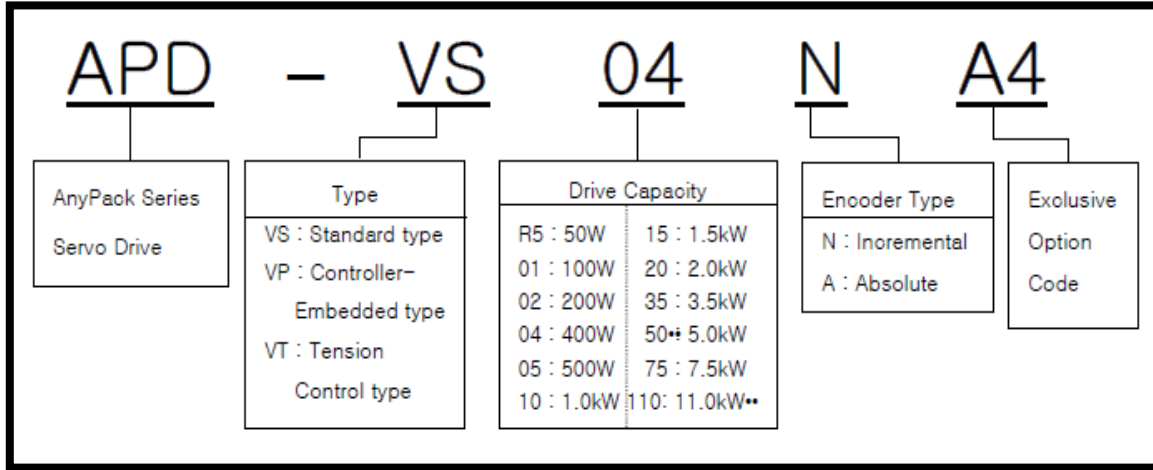 APD - VS 04 N A4
AnyPack Series
Servo Drive
Type
VS : Standard type
VP : Controller-
Embedded type
VT : Tension
Control type
Drive Capacity
R5 : 50W 15 : 1.5kW
01 : 100W 20 : 2.0kW
02 : 200W 35 : 3.5kW
04 : 400W 50•• 5.0kW
05 : 500W 75 : 7.5kW
10 : 1.0kW 110: 11.0kW••
Encoder Type
N : Incremental
A : Absolute
Exclusive
Option
Code